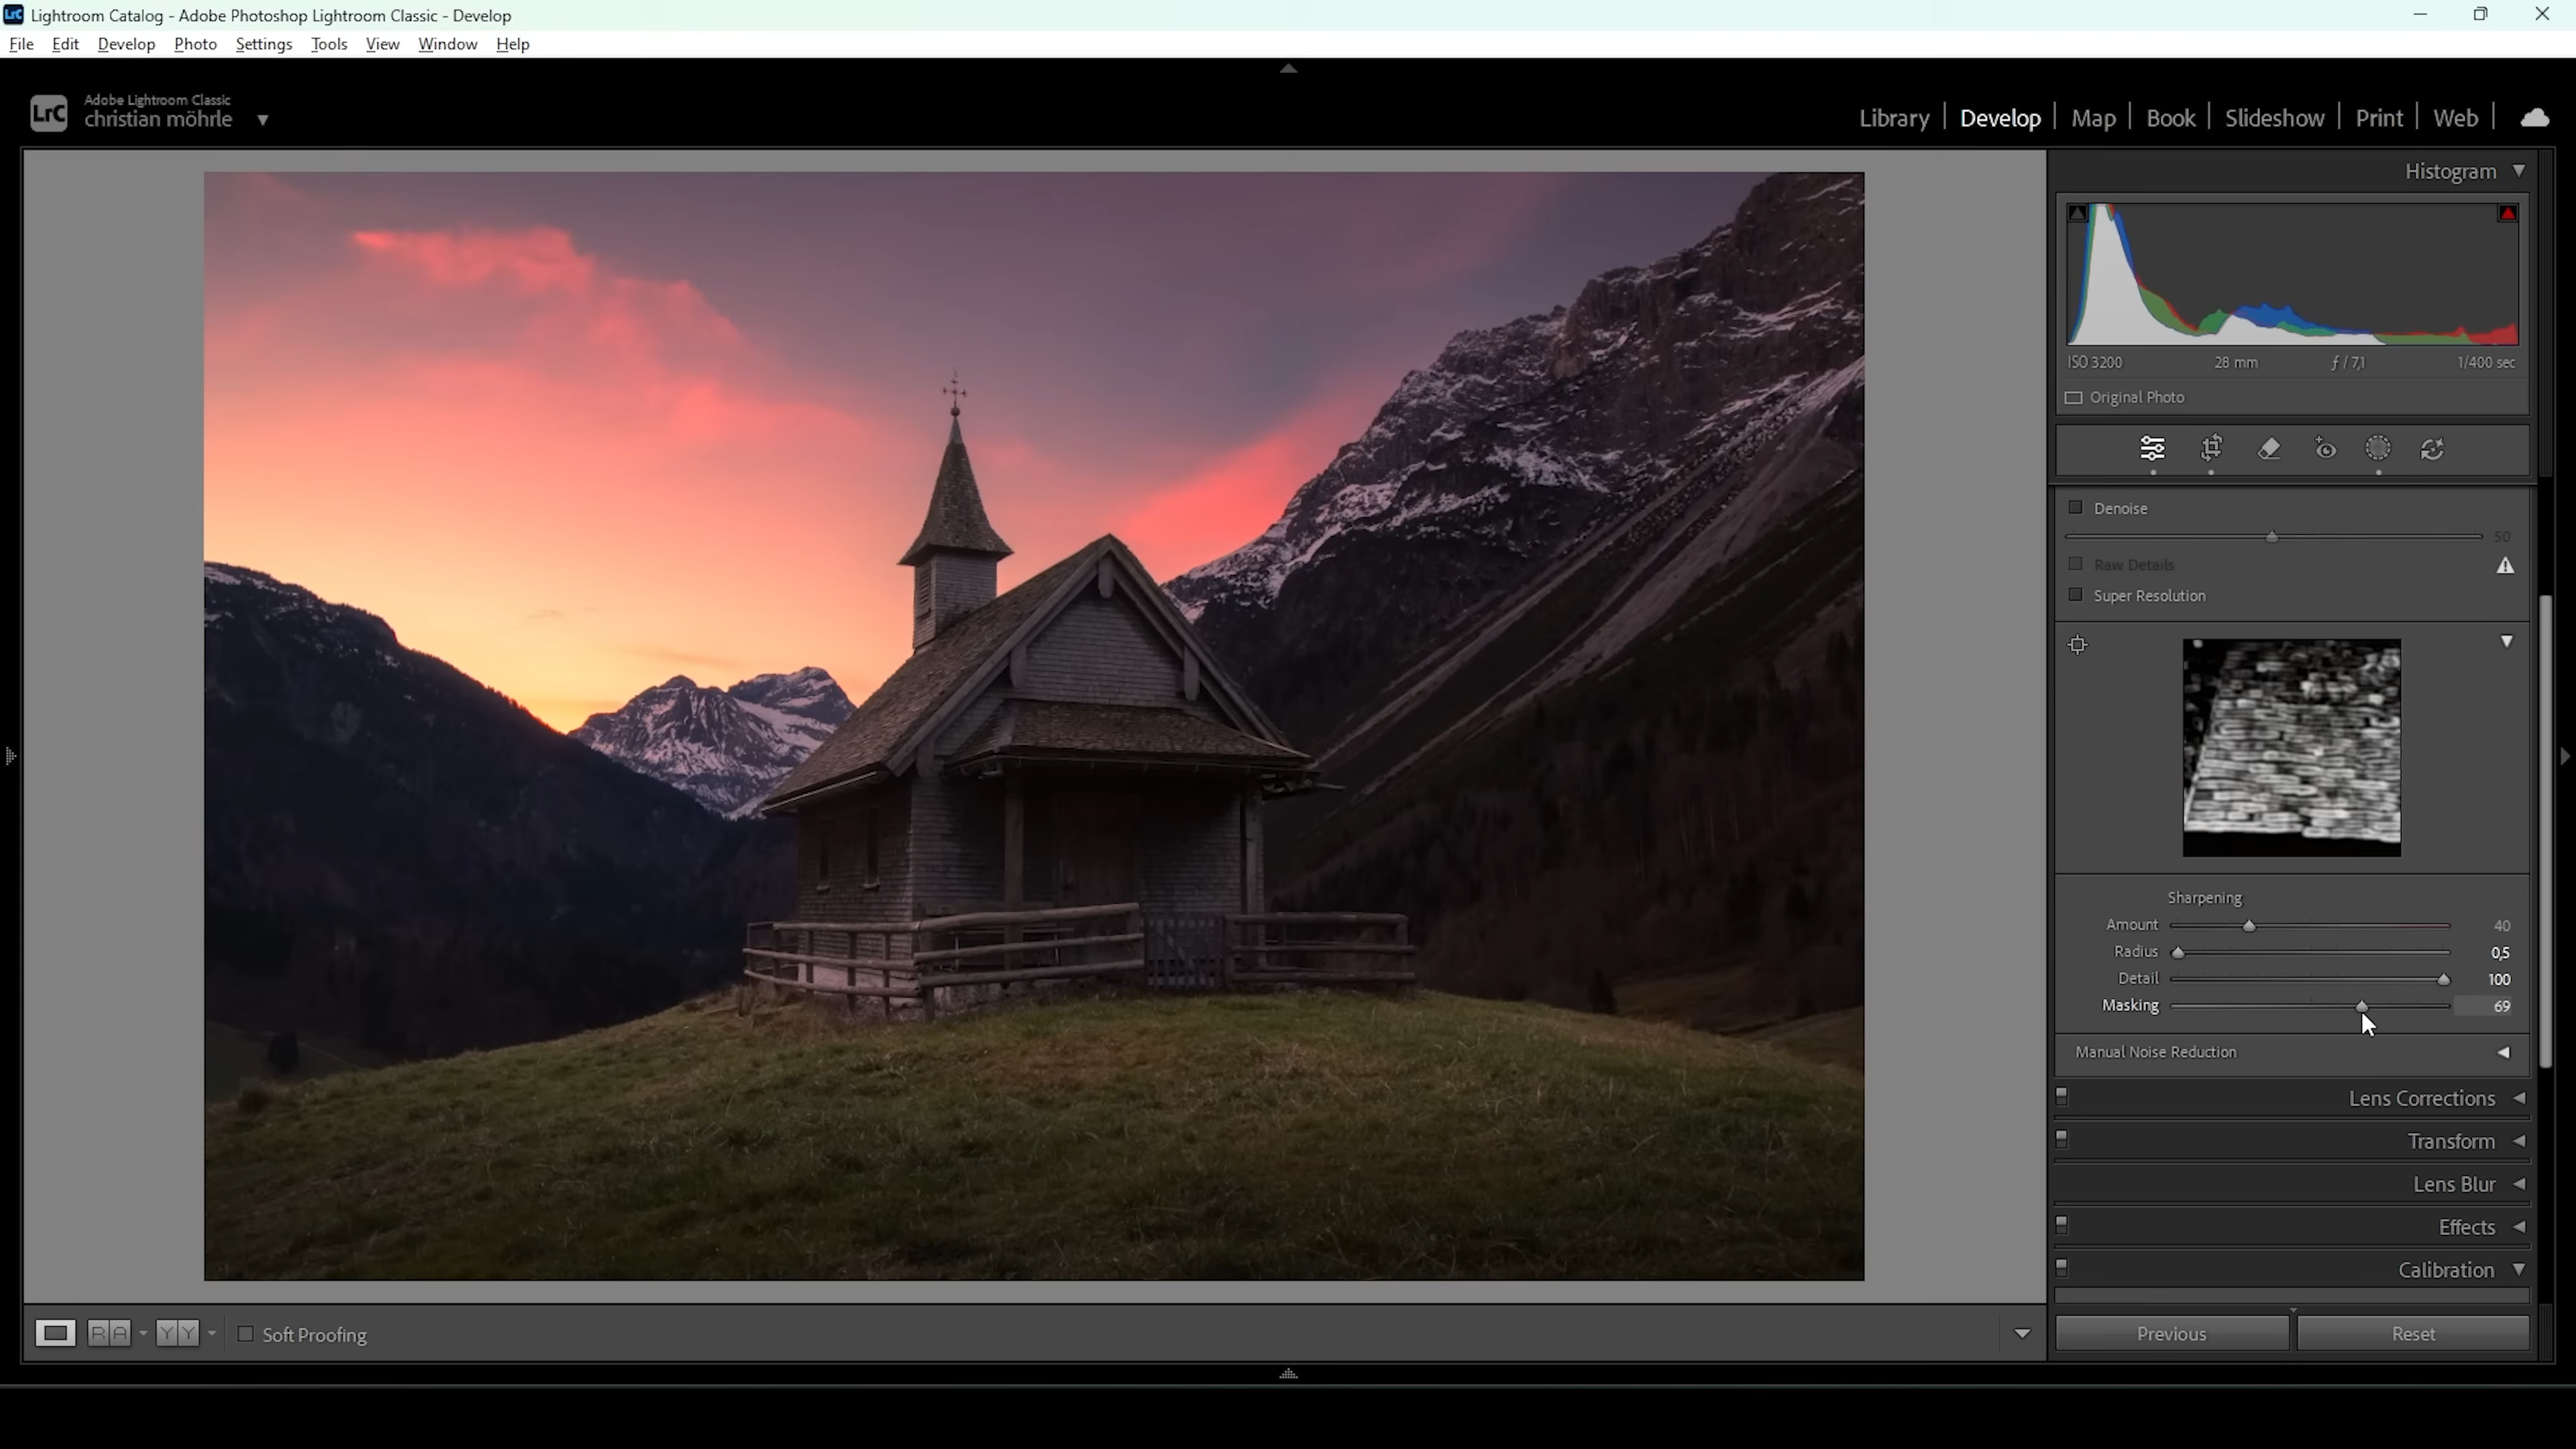 LrC Lightroom Catalog - Adobe Photoshop Lightroom Classic - Develop
File Edit Develop Photo Settings Tools View Window Help
LrC Adobe Lightroom Classic
christian möhrle
Library | Develop | Map | Book | Slideshow | Print | Web |
Histogram
ISO 3200 28 mm ƒ / 7,1 1/400 sec
Original Photo
Denoise
50
Raw Details
Super Resolution
Sharpening
Amount 40
Radius 0,5
Detail 100
Masking 69
Manual Noise Reduction
Lens Corrections
Transform
Lens Blur
Effects
Calibration
R A Y Y Soft Proofing
Previous Reset